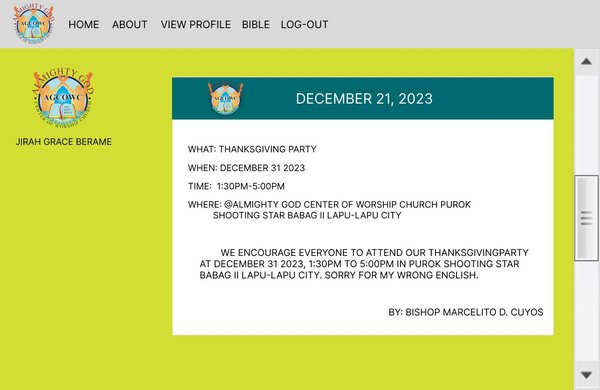 HOME ABOUT VIEW PROFILE BIBLE LOG-OUT
ALMIGHTY GOD
AGCOWC
CENTER OF WORSHIP CHURCH
JIRAH GRACE BERAME
DECEMBER 21, 2023
WHAT: THANKSGIVING PARTY
WHEN: DECEMBER 31 2023
TIME: 1:30PM-5:00PM
WHERE: @ALMIGHTY GOD CENTER OF WORSHIP CHURCH PUROK
SHOOTING STAR BABAG II LAPU-LAPU CITY
WE ENCOURAGE EVERYONE TO ATTEND OUR THANKSGIVINGPARTY
AT DECEMBER 31 2023, 1:30PM TO 5:00PM IN PUROK SHOOTING STAR
BABAG II LAPU-LAPU CITY. SORRY FOR MY WRONG ENGLISH.
BY: BISHOP MARCELITO D. CUYOS